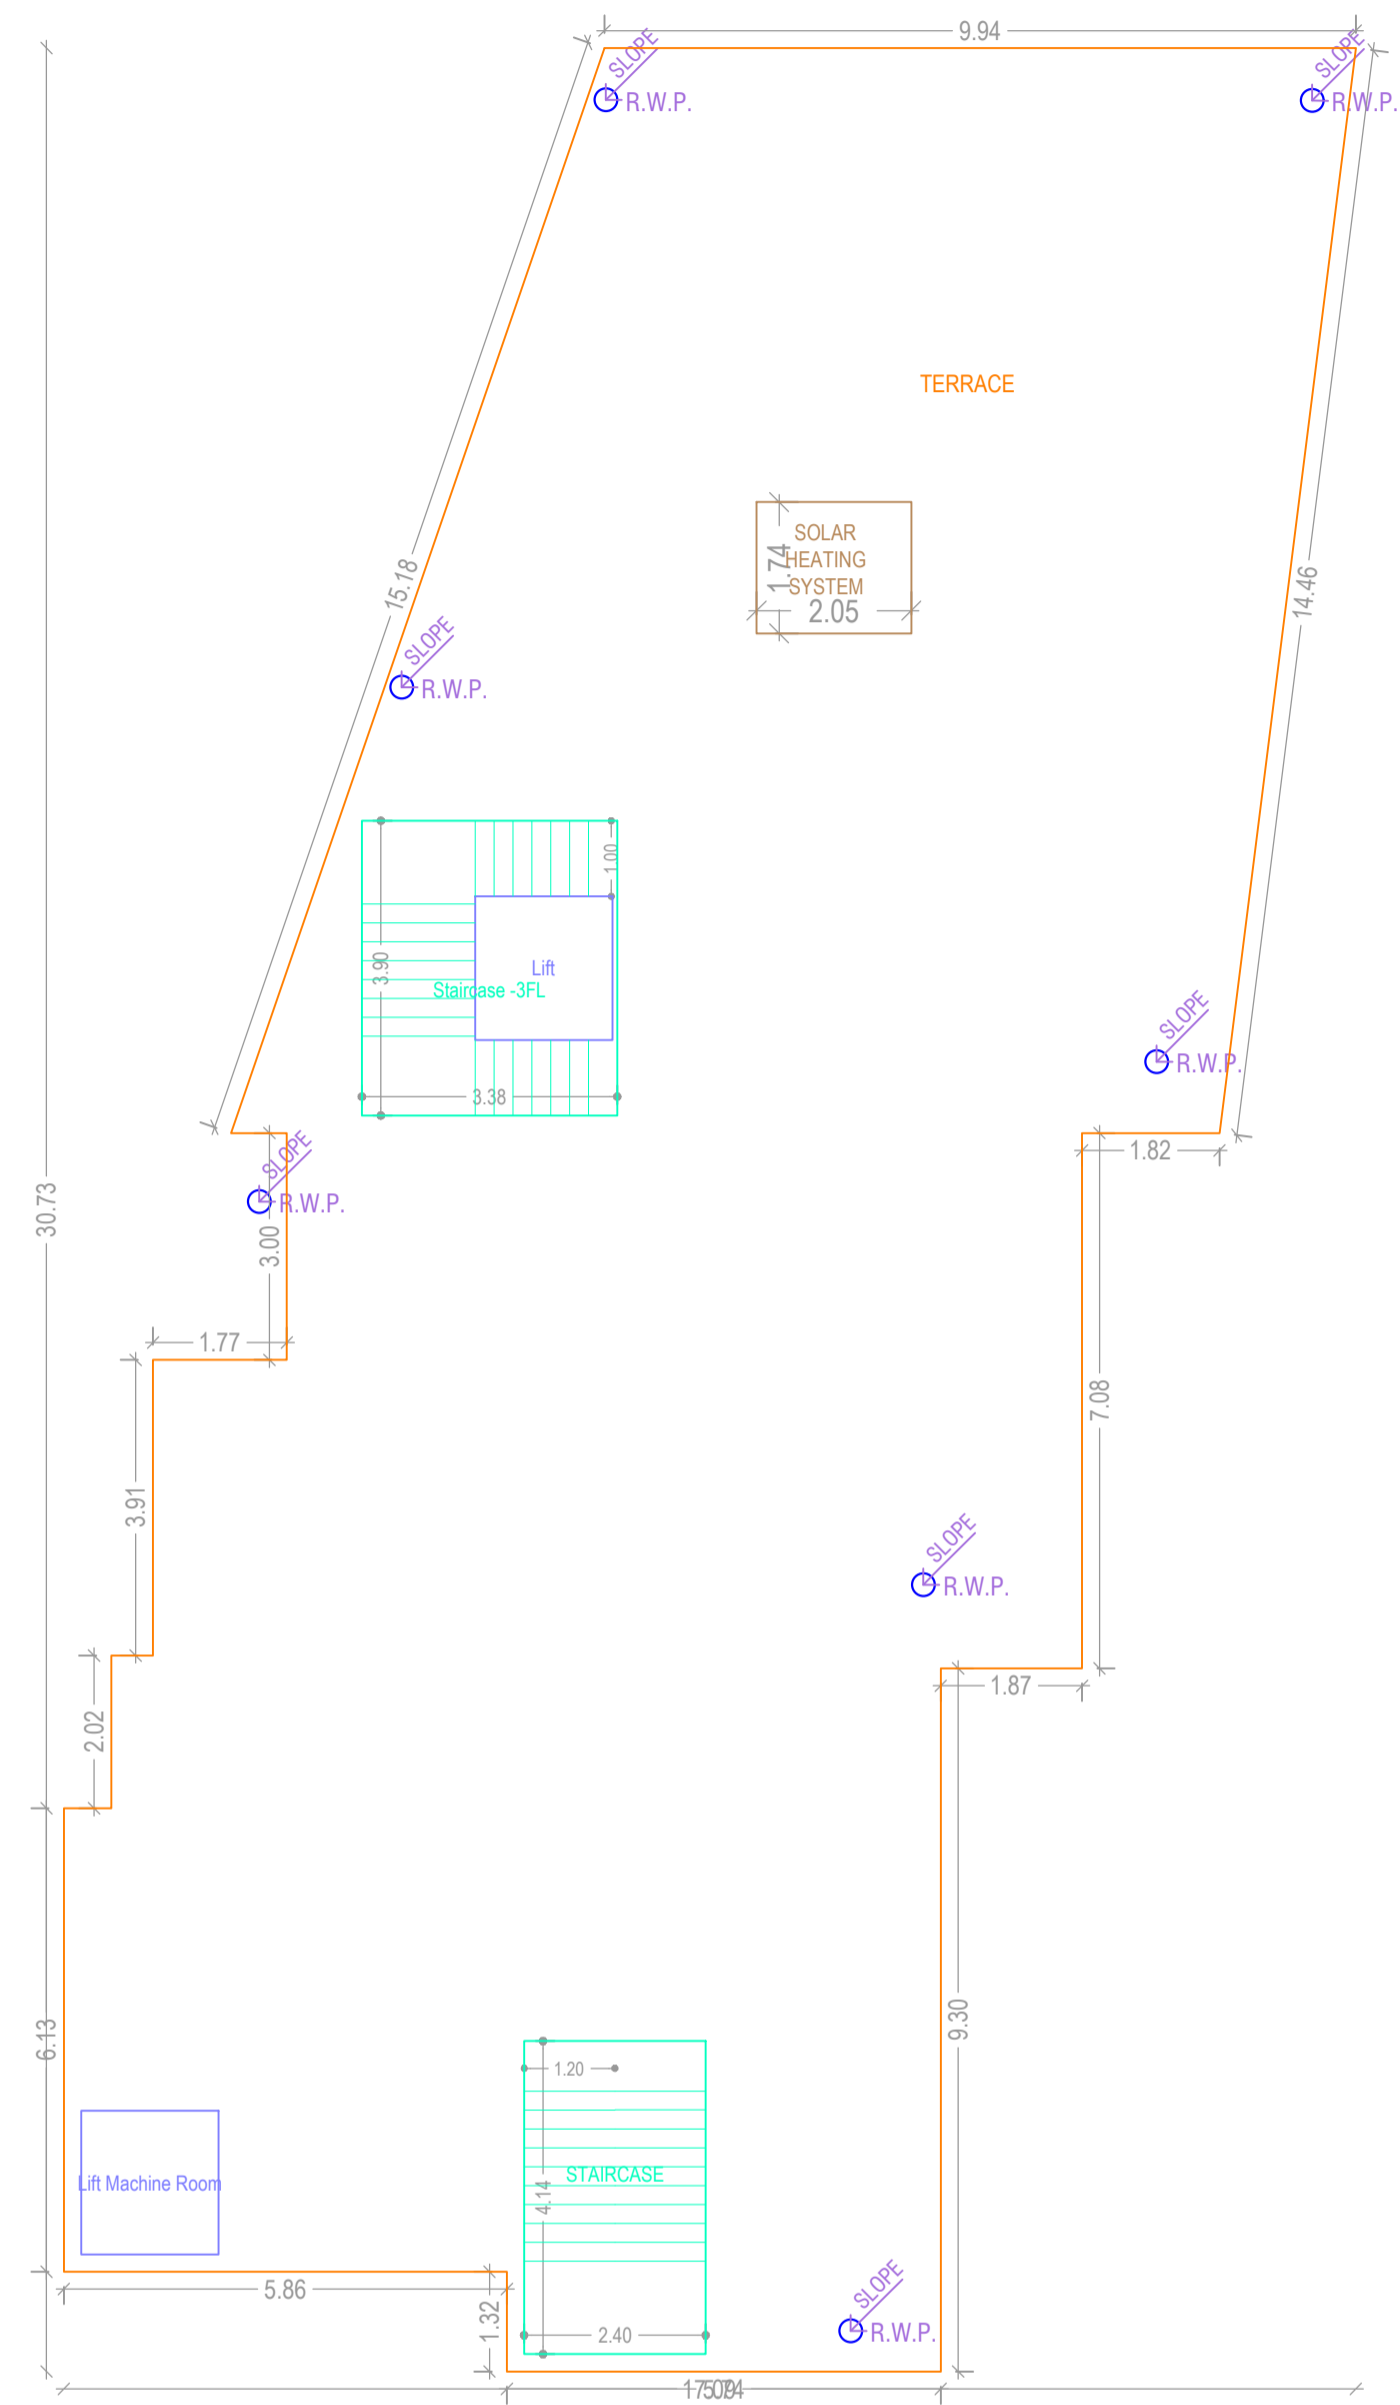 9.94
SLOPE
R.W.P.
SLOPE
R.W.P.
TERRACE
SOLAR
HEATING
SYSTEM
1.74
2.05
15.18
14.46
SLOPE
R.W.P.
1.00
3.90
Lift
Staircase -3FL
3.38
SLOPE
R.W.P.
1.82
SLOPE
R.W.P.
30.73
3.00
1.77
7.08
3.91
SLOPE
R.W.P.
1.87
2.02
6.13
9.30
1.20
STAIRCASE
4.14
Lift Machine Room
5.86
1.32
2.40
SLOPE
R.W.P.